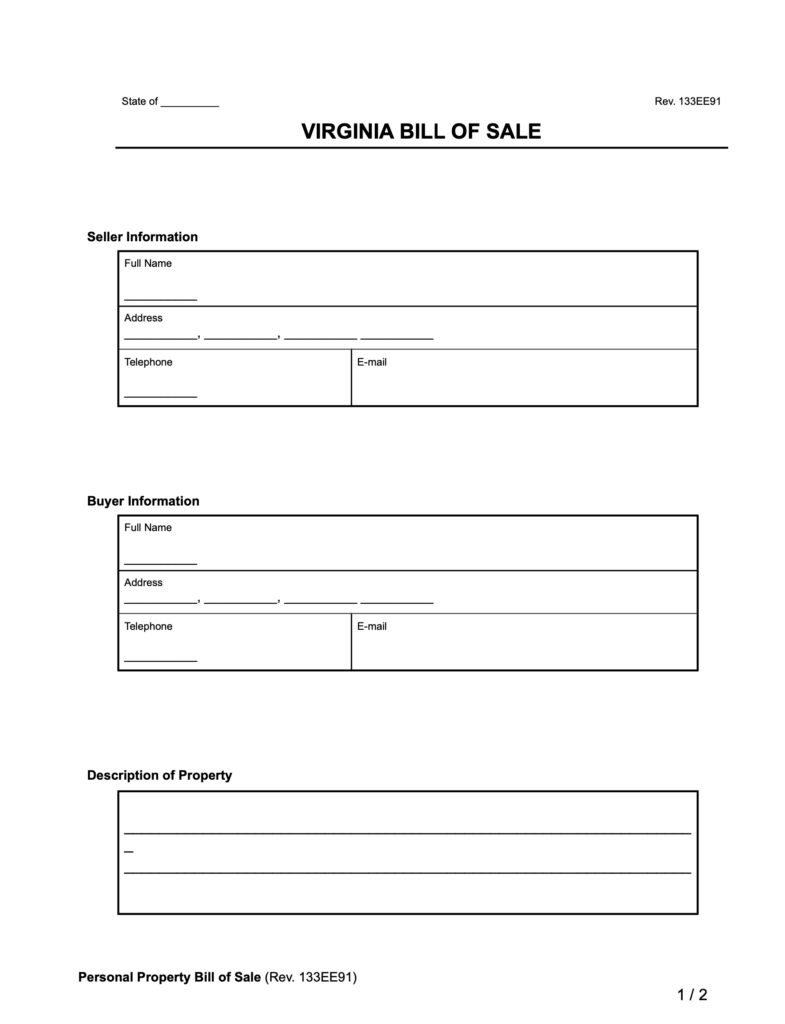 State of __________ Rev. 133EE91
VIRGINIA BILL OF SALE
Seller Information
Full Name
____________
Address
____________, ____________, ____________ ____________
Telephone E-mail
____________
Buyer Information
Full Name
____________
Address
____________, ____________, ____________ ____________
Telephone E-mail
____________
Description of Property
Personal Property Bill of Sale (Rev. 133EE91)
1 / 2